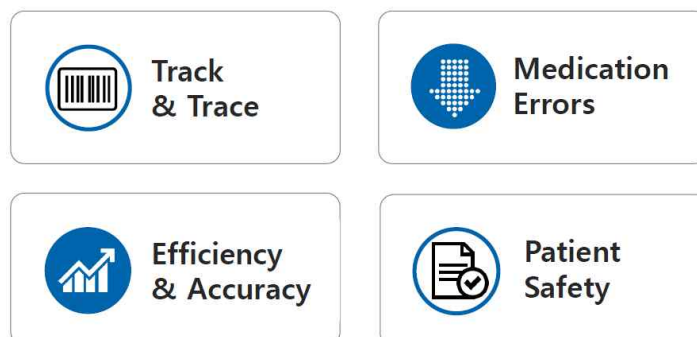 Track
& Trace
Medication
Errors
Efficiency
& Accuracy
Patient
Safety